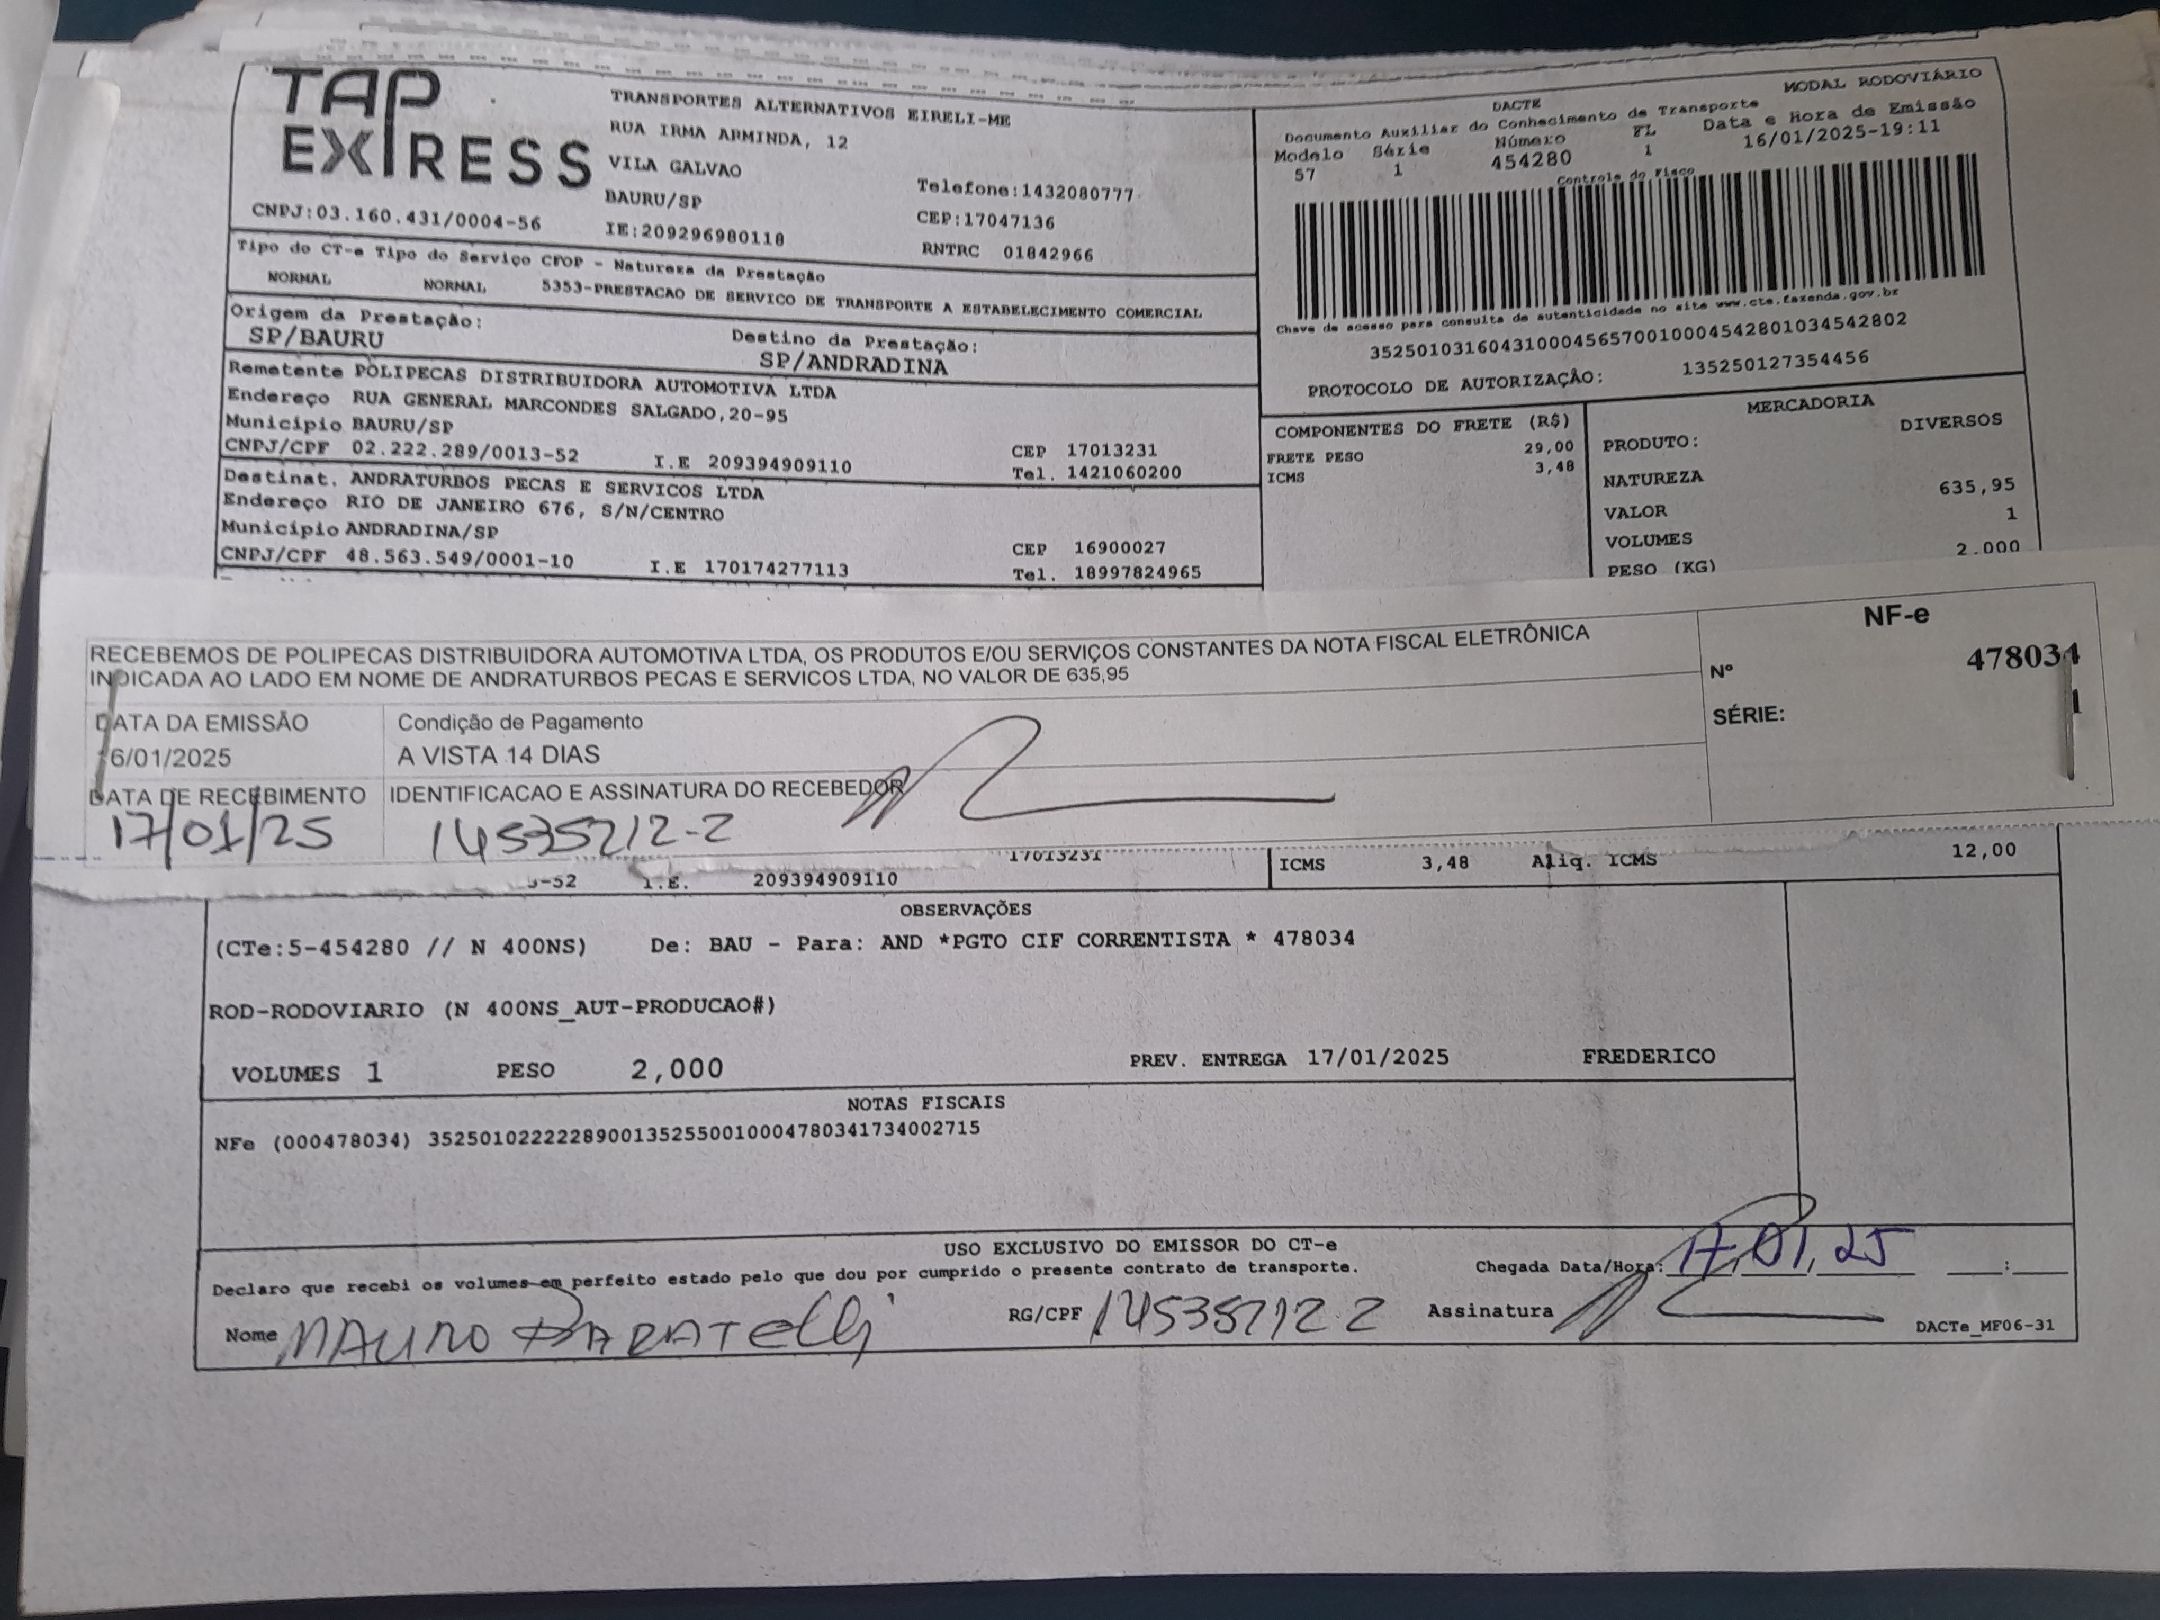 TAP EXPRESS
TRANSPORTES ALTERNATIVOS EIRELI-ME
RUA IRMA ARMINDA, 12
VILA GALVAO
BAURU/SP
Telefone:1432080777
CNPJ:03.160.431/0004-56
IE:209296980118
CEP:17047136
RNTRC 01842966
MODAL RODOVIÁRIO
DACTE
Documento Auxiliar do Conhecimento de Transporte
Modelo Série Número FL Data e Hora de Emissão
57 1 454280 1 16/01/2025-19:11
Controle do Fisco
Chave de acesso para consulta de autenticidade no site www.cte.fazenda.gov.br
35250103160431000456570010004542801034542802
PROTOCOLO DE AUTORIZAÇÃO: 135250127354456
Tipo do CT-e Tipo do Serviço CFOP - Natureza da Prestação
NORMAL NORMAL 5353-PRESTACAO DE SERVICO DE TRANSPORTE A ESTABELECIMENTO COMERCIAL
Origem da Prestação: Destino da Prestação:
SP/BAURU SP/ANDRADINA
Remetente POLIPECAS DISTRIBUIDORA AUTOMOTIVA LTDA
Endereço RUA GENERAL MARCONDES SALGADO,20-95
Município BAURU/SP CEP 17013231
CNPJ/CPF 02.222.289/0013-52 I.E 209394909110 Tel. 1421060200
Destinat. ANDRATURBOS PECAS E SERVICOS LTDA
Endereço RIO DE JANEIRO 676, S/N/CENTRO
Município ANDRADINA/SP CEP 16900027
CNPJ/CPF 48.563.549/0001-10 I.E 170174277113 Tel. 18997824965
COMPONENTES DO FRETE (R$)
FRETE PESO 29,00
ICMS 3,48
MERCADORIA
PRODUTO: DIVERSOS
NATUREZA
VALOR 635,95
VOLUMES 1
PESO (KG) 2.000
RECEBEMOS DE POLIPECAS DISTRIBUIDORA AUTOMOTIVA LTDA, OS PRODUTOS E/OU SERVIÇOS CONSTANTES DA NOTA FISCAL ELETRÔNICA
INDICADA AO LADO EM NOME DE ANDRATURBOS PECAS E SERVICOS LTDA, NO VALOR DE 635,95
NF-e
Nº 478034
SÉRIE: 1
DATA DA EMISSÃO Condição de Pagamento
16/01/2025 A VISTA 14 DIAS
DATA DE RECEBIMENTO IDENTIFICACAO E ASSINATURA DO RECEBEDOR
17/01/25 14535212-2
17013231
-52 I.E. 209394909110
ICMS 3,48 Aliq. ICMS 12,00
OBSERVAÇÕES
(CTe:5-454280 // N 400NS) De: BAU - Para: AND *PGTO CIF CORRENTISTA * 478034
ROD-RODOVIARIO (N 400NS_AUT-PRODUCAO#)
VOLUMES 1 PESO 2,000 PREV. ENTREGA 17/01/2025 FREDERICO
NOTAS FISCAIS
NFe (000478034) 35250102222289001352550010004780341734002715
USO EXCLUSIVO DO EMISSOR DO CT-e
Declaro que recebi os volumes em perfeito estado pelo que dou por cumprido o presente contrato de transporte.
Chegada Data/Hora: 17,01,25 :
Nome MAURO RG/CPF 14535212 2 Assinatura
DACTe_MF06-31